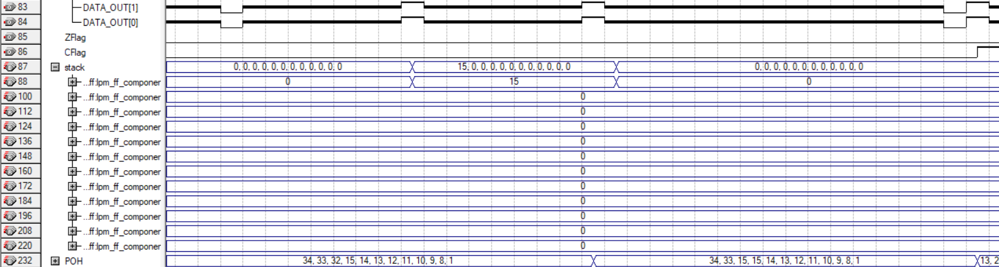 83 DATA_OUT[1]
84 DATA_OUT[0]
85 ZFlag
86 CFlag
87 stack 0, 0, 0, 0, 0, 0, 0, 0, 0, 0, 0, 0 15, 0, 0, 0, 0, 0, 0, 0, 0, 0, 0, 0 0, 0, 0, 0, 0, 0, 0, 0, 0, 0, 0, 0
88 ...ff:lpm_ff_componer 0 15 0
100 ...ff:lpm_ff_componer 0
112 ...ff:lpm_ff_componer 0
124 ...ff:lpm_ff_componer 0
136 ...ff:lpm_ff_componer 0
148 ...ff:lpm_ff_componer 0
160 ...ff:lpm_ff_componer 0
172 ...ff:lpm_ff_componer 0
184 ...ff:lpm_ff_componer 0
196 ...ff:lpm_ff_componer 0
208 ...ff:lpm_ff_componer 0
220 ...ff:lpm_ff_componer 0
232 POH 34, 33, 32, 15, 14, 13, 12, 11, 10, 9, 8, 1 34, 33, 15, 15, 14, 13, 12, 11, 10, 9, 8, 1 13, 2